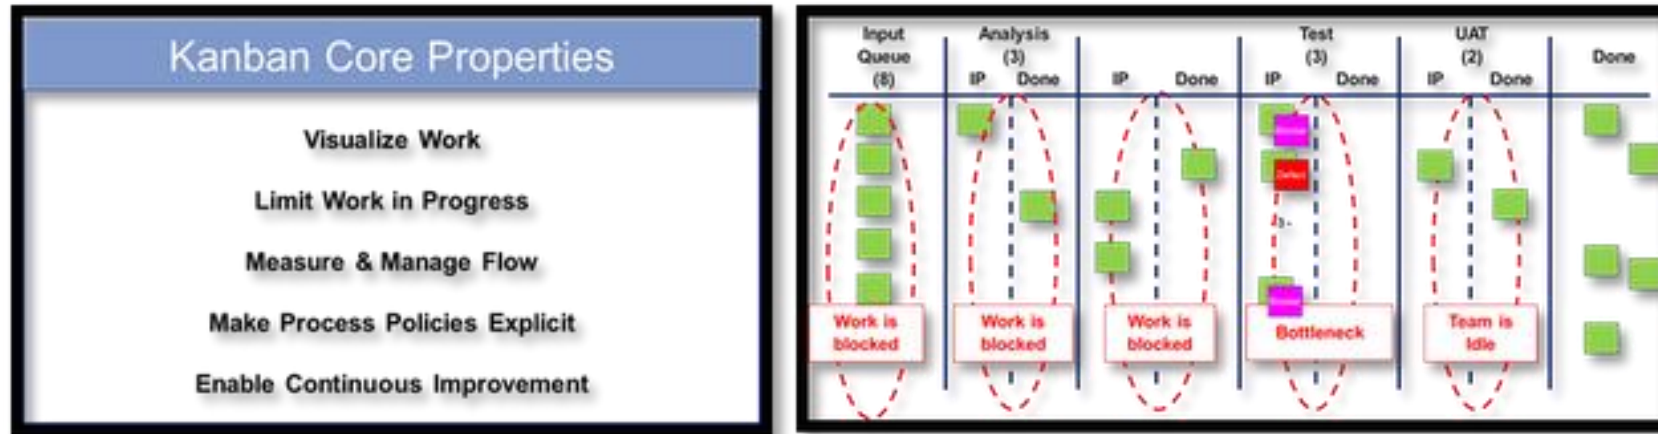 Kanban Core Properties
Visualize Work
Limit Work in Progress
Measure & Manage Flow
Make Process Policies Explicit
Enable Continuous Improvement
Input
Queue
(8)
Analysis
(3)
IP Done
IP Done
Test
(3)
IP Done
UAT
(2)
IP Done
Done
Defect
Work is
blocked
Work is
blocked
Work is
blocked
Bottleneck
Team is
Idle